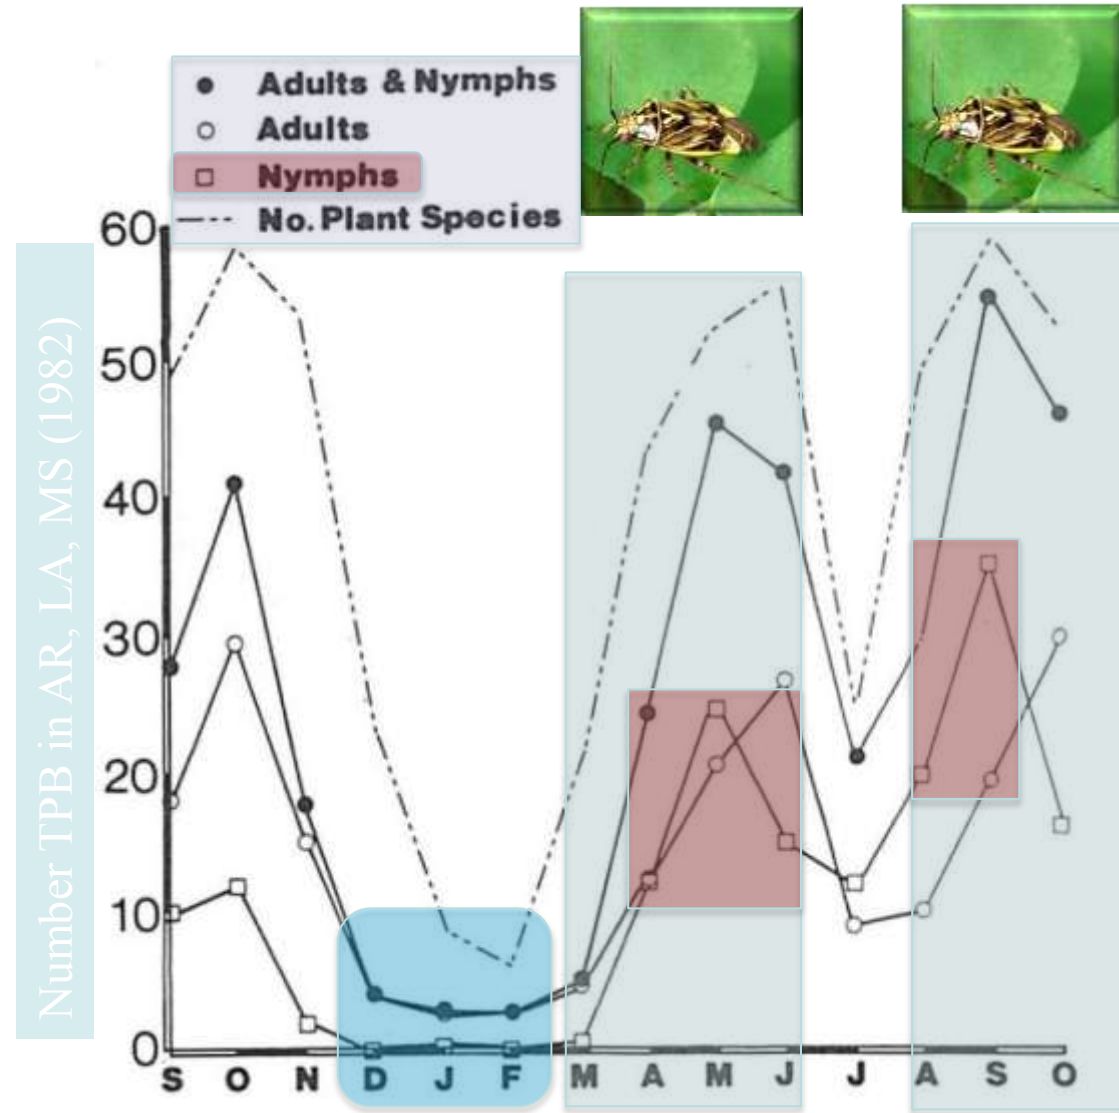 Adults & Nymphs
Adults
Nymphs
No. Plant Species
Number TPB in AR, LA, MS (1982)
60
50
40
30
20
10
0
S O N D J F M A M J J A S O